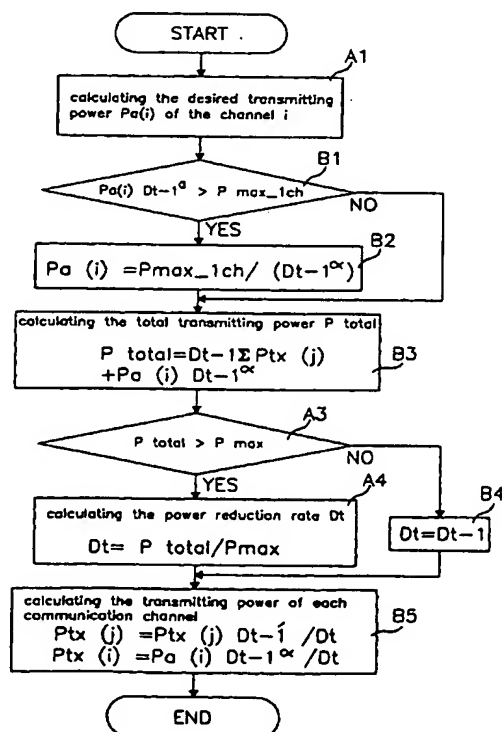 START
A1
calculating the desired transmitting
power Pa(i) of the channel i
B1
Pa(i) Dt-1^a > P max_1ch
NO
YES
B2
Pa (i) =Pmax_1ch/ (Dt-1^α)
calculating the total transmitting power P total
P total=Dt-1Σ Ptx (j)
+Pa (i) Dt-1^α
B3
A3
P total > P max
NO
YES
A4
calculating the power reduction rate Dt
Dt= P total/Pmax
B4
Dt=Dt-1
calculating the transmitting power of each
communication channel
Ptx (j) =Ptx (j) Dt-1 /Dt
Ptx (i) =Pa (i) Dt-1^α /Dt
B5
END